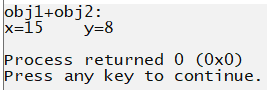 obj1+obj2:
x=15    y=8

Process returned 0 (0x0)
Press any key to continue.